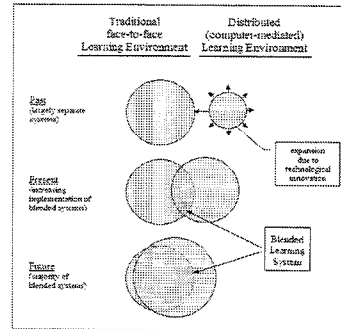 Traditional
face-to-face
Learning Environment
Distributed
(computer-mediated)
Learning Environment
Past
(largely separate
systems)
expansion
due to
technological
innovation
Present
(increasing
implementation of
blended systems)
Blended
Learning
System
Future
(majority of
blended systems)